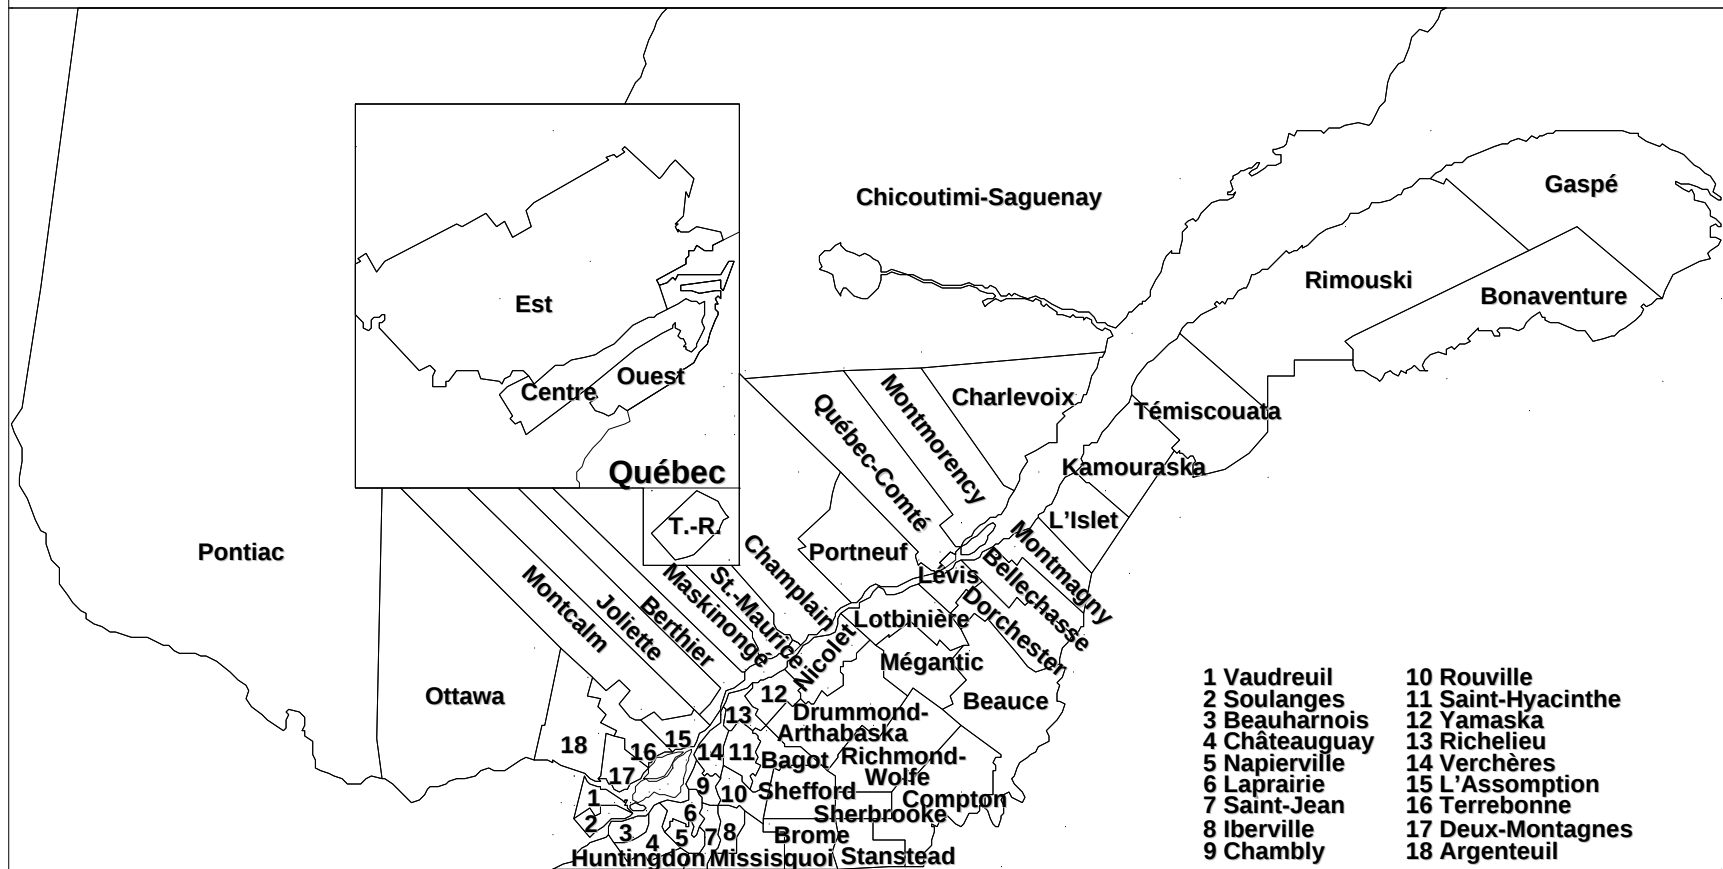 Chicoutimi-Saguenay
Gaspé
Rimouski
Bonaventure
Est
Centre
Ouest
Québec
T.-R.
Charlevoix
Montmorency
Québec-Comté
Témiscouata
Kamouraska
L’Islet
Montmagny
Bellechasse
Dorchester
Lévis
Portneuf
Champlain
St.-Maurice
Maskinongé
Berthier
Joliette
Montcalm
Pontiac
Ottawa
Lotbinière
Nicolet
Mégantic
Beauce
Drummond-
Arthabaska
Bagot
Richmond-
Wolfe
Shefford
Compton
Sherbrooke
Brome
Huntingdon
Missisquoi
Stanstead
12
13
15
18
16
14
11
17
9
10
1
6
2
3
8
5
7
4
1 Vaudreuil
2 Soulanges
3 Beauharnois
4 Châteauguay
5 Napierville
6 Laprairie
7 Saint-Jean
8 Iberville
9 Chambly
10 Rouville
11 Saint-Hyacinthe
12 Yamaska
13 Richelieu
14 Verchères
15 L’Assomption
16 Terrebonne
17 Deux-Montagnes
18 Argenteuil